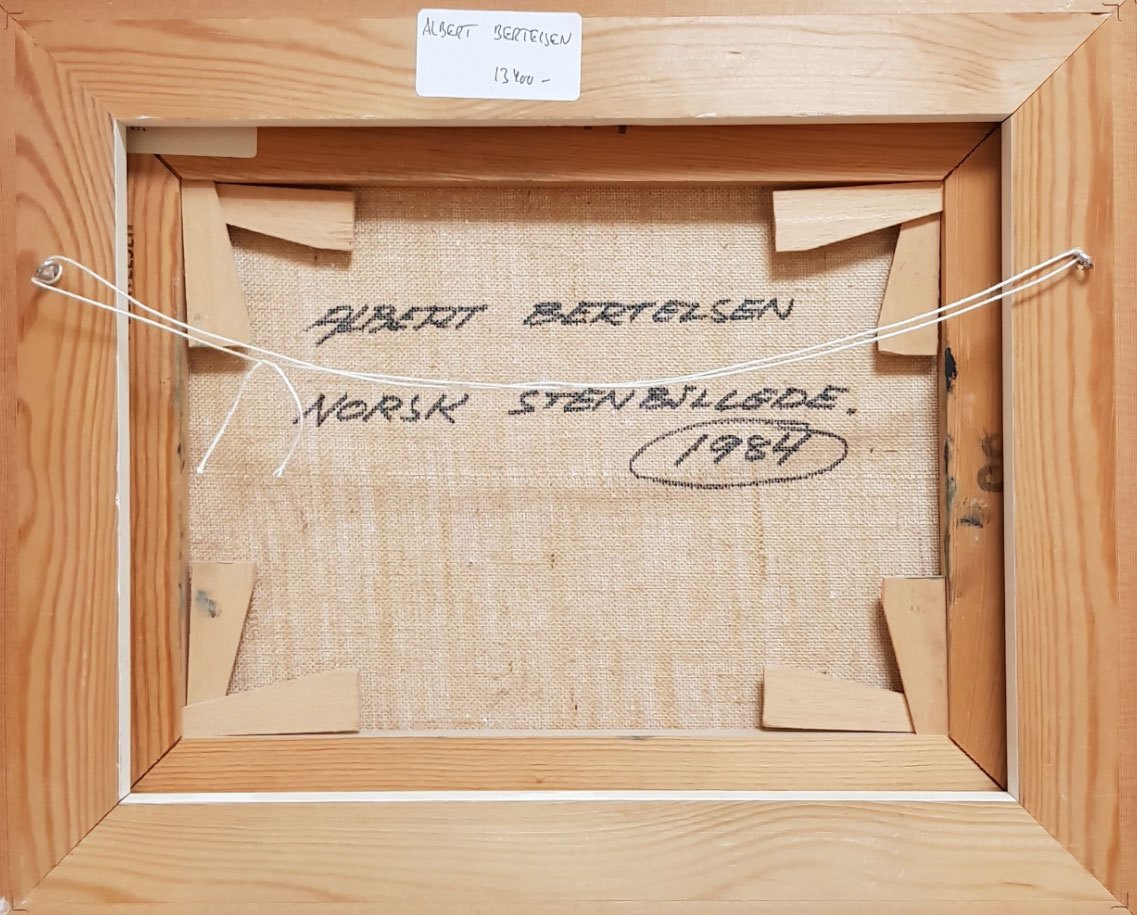 ALBERT BERTELSEN
13400-
ALBERT BERTELSEN
NORSK STENBILLEDE.
1984